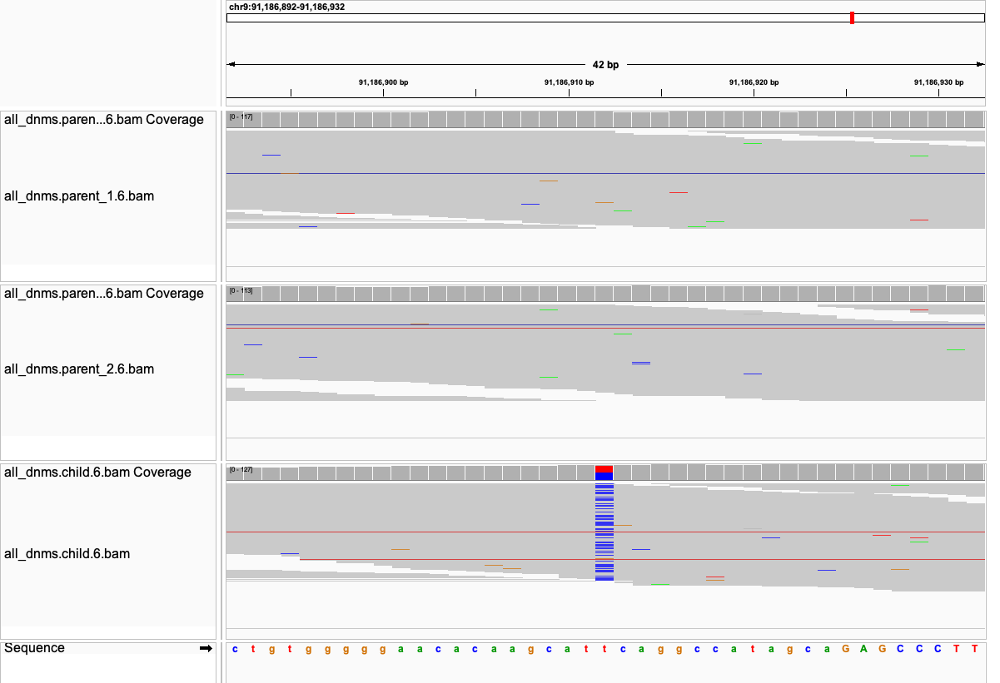 chr9:91,186,892-91,186,932
42 bp
91,186,900 bp 91,186,910 bp 91,186,920 bp 91,186,930 bp
all_dnms.paren...6.bam Coverage
[0 - 117]
all_dnms.parent_1.6.bam
all_dnms.paren...6.bam Coverage
[0 - 113]
all_dnms.parent_2.6.bam
all_dnms.child.6.bam Coverage
[0 - 127]
all_dnms.child.6.bam
Sequence c t g t g g g g g a a c a c a a g c a t t c a g g c c a t a g c a G A G C C C T T